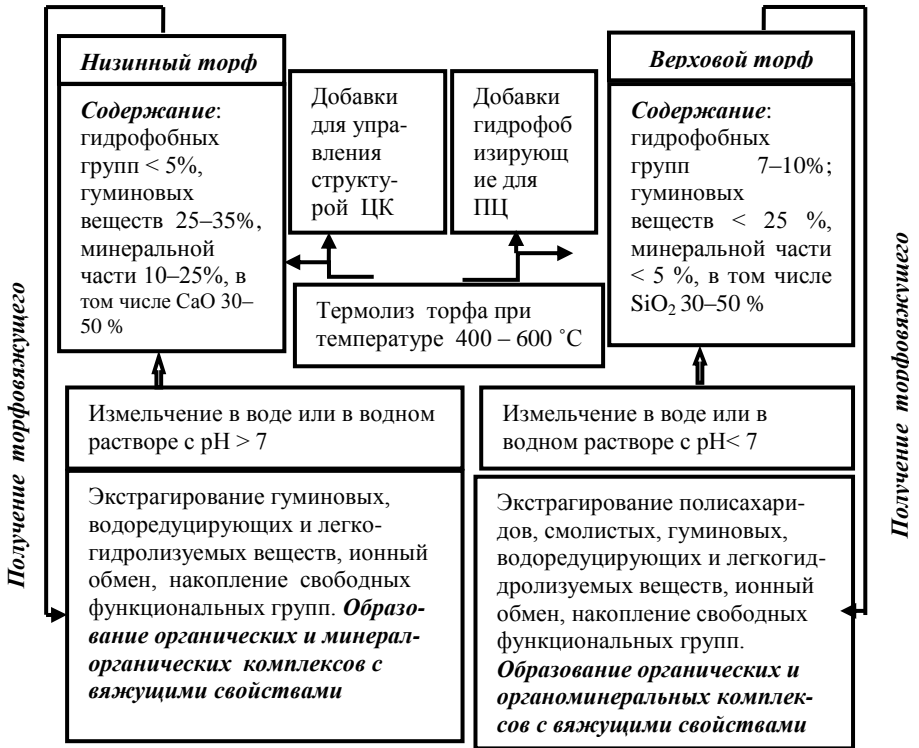 Низинный торф
Содержание:
гидрофобных
групп < 5%,
гуминовых
веществ 25–35%,
минеральной
части 10–25%, в
том числе CaO 30–
50 %
Добавки
для упра-
вления
структу-
рой ЦК
Добавки
гидрофоб
изирующ
ие для
ПЦ
Верховой торф
Содержание:
гидрофобных
групп 7–10%;
гуминовых
веществ < 25 %,
минеральной части
< 5 %, в том числе
SiO2 30–50 %
Термолиз торфа при
температуре 400 – 600 ˚С
Измельчение в воде или в водном
растворе с pH > 7
Измельчение в воде или в
водном растворе с pH< 7
Экстрагирование гуминовых,
водоредуцирующих и легко-
гидролизуемых веществ, ионный
обмен, накопление свободных
функциональных групп. Образо-
вание органических и минерал-
органических комплексов с
вяжущими свойствами
Экстрагирование полисахари-
дов, смолистых, гуминовых,
водоредуцирующих и легкогид-
дролизуемых веществ, ионный
обмен, накопление свободных
функциональных групп.
Образование органических и
органоминеральных комплек-
сов с вяжущими свойствами
Получение торфовяжущего
Получение торфовяжущего